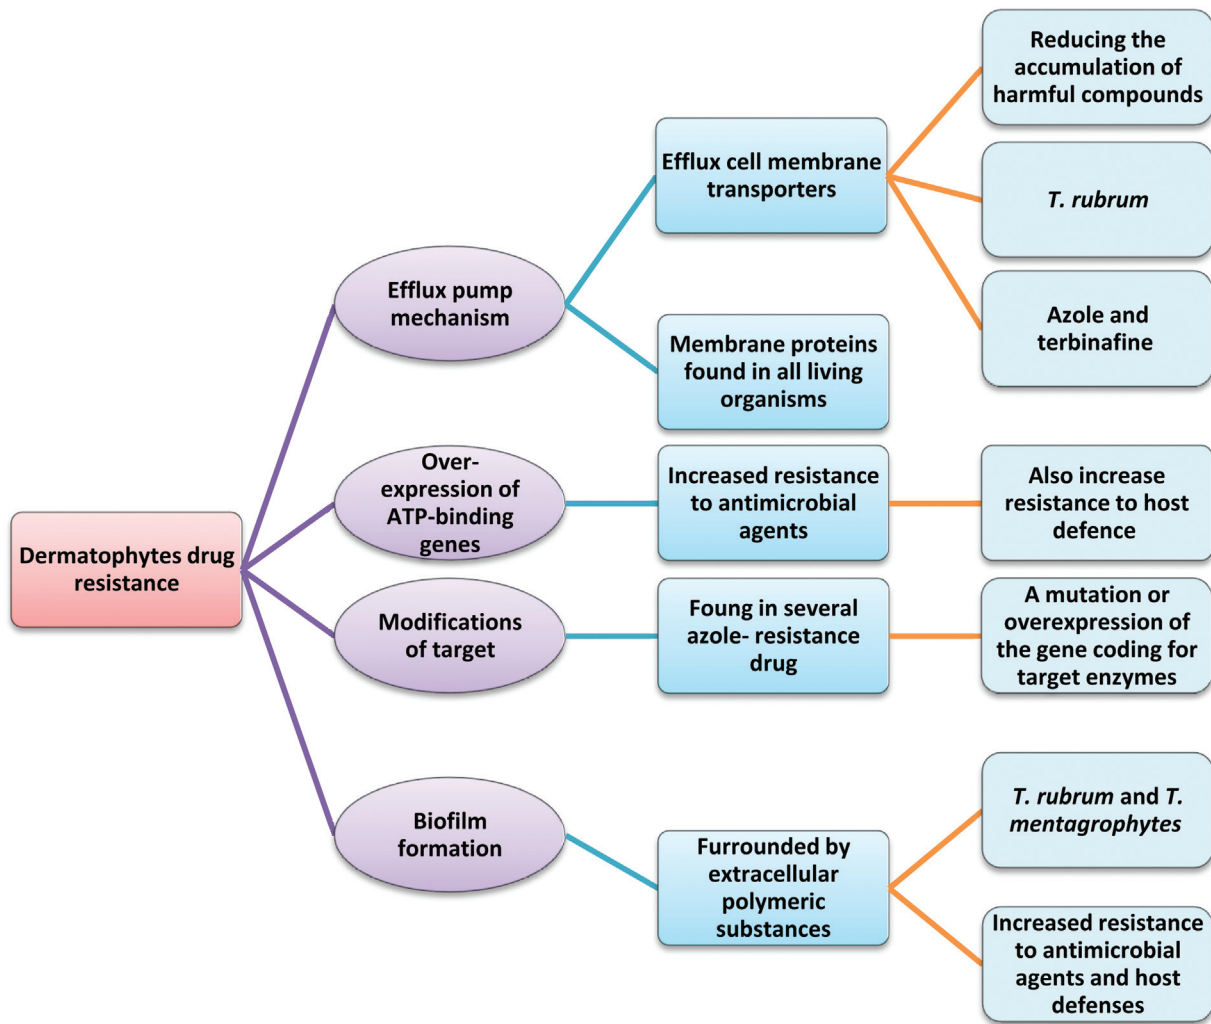 Dermatophytes drug
resistance
Efflux pump
mechanism
Efflux cell membrane
transporters
Reducing the
accumulation of
harmful compounds
T. rubrum
Azole and
terbinafine
Membrane proteins
found in all living
organisms
Over-
expression of
ATP-binding
genes
Increased resistance
to antimicrobial
agents
Also increase
resistance to host
defence
Modifications
of target
Foung in several
azole- resistance
drug
A mutation or
overexpression of
the gene coding for
target enzymes
Biofilm
formation
Furrounded by
extracellular
polymeric
substances
T. rubrum and T.
mentagrophytes
Increased resistance
to antimicrobial
agents and host
defenses